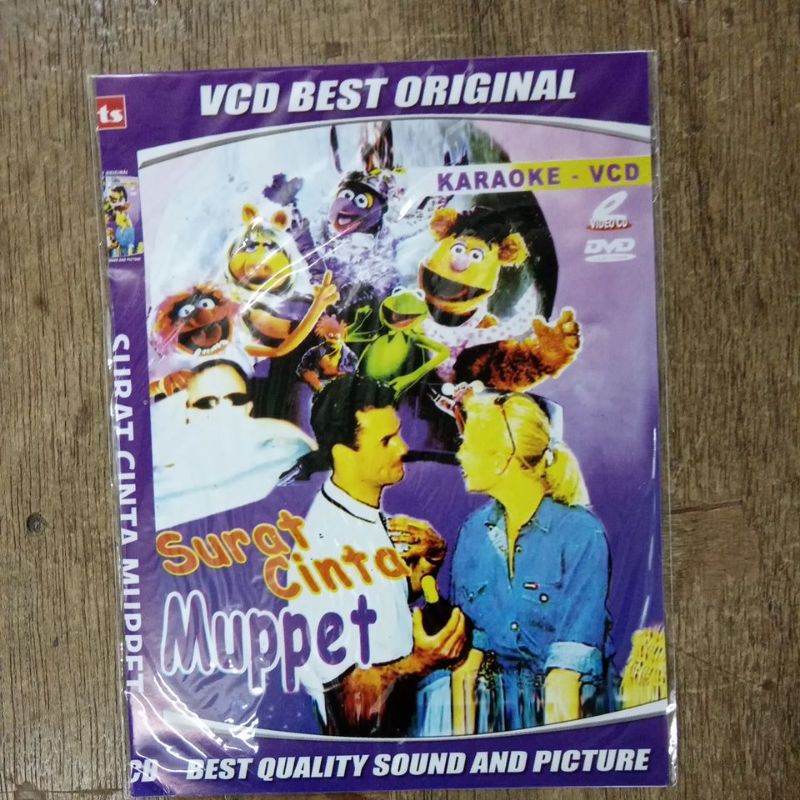 VCD BEST ORIGINAL
ts
KARAOKE - VCD
VIDEO CD
DVD
SURAT CINTA MUPPET
Surat
Cinta
Muppet
CD BEST QUALITY SOUND AND PICTURE